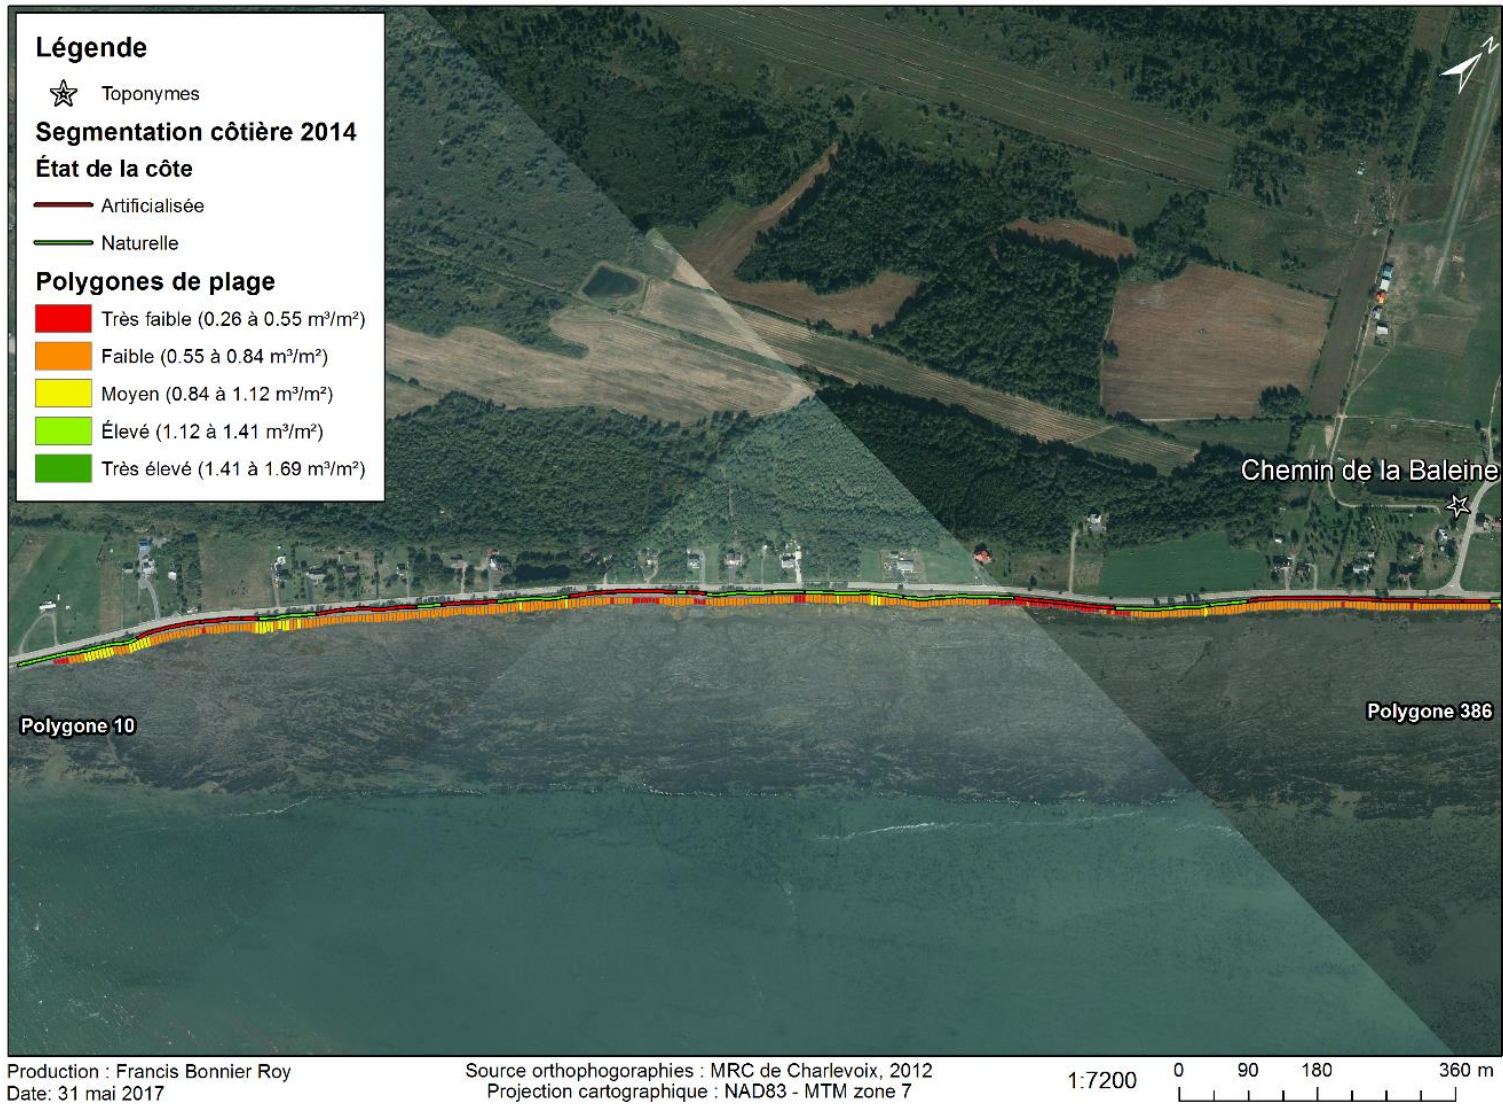 Légende
Toponymes
Segmentation côtière 2014
État de la côte
Artificialisée
Naturelle
Polygones de plage
Très faible (0.26 à 0.55 m³/m²)
Faible (0.55 à 0.84 m³/m²)
Moyen (0.84 à 1.12 m³/m²)
Élevé (1.12 à 1.41 m³/m²)
Très élevé (1.41 à 1.69 m³/m²)
N
Chemin de la Baleine
Polygone 10
Polygone 386
Production : Francis Bonnier Roy
Date: 31 mai 2017
Source orthophogoraphies : MRC de Charlevoix, 2012
Projection cartographique : NAD83 - MTM zone 7
1:7200
0 90 180 360 m